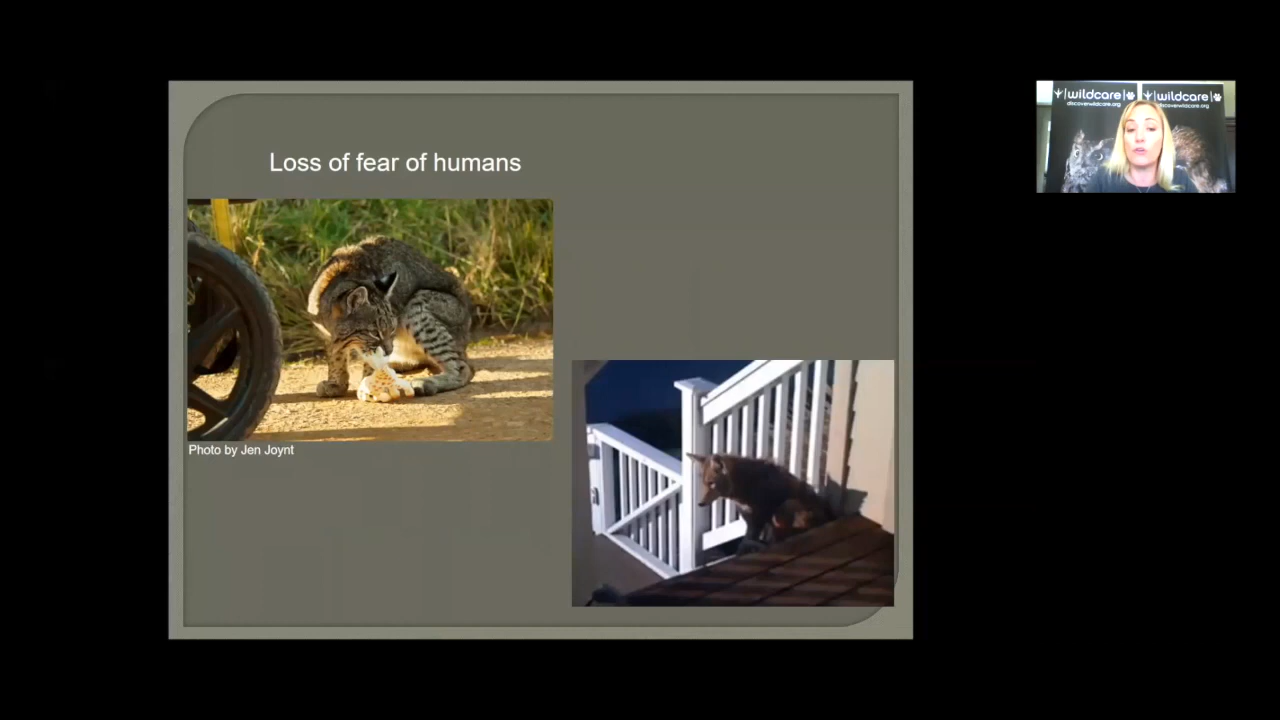 Loss of fear of humans
Photo by Jen Joynt
wildcare
discoverwildcare.org
wildcare
discoverwildcare.org